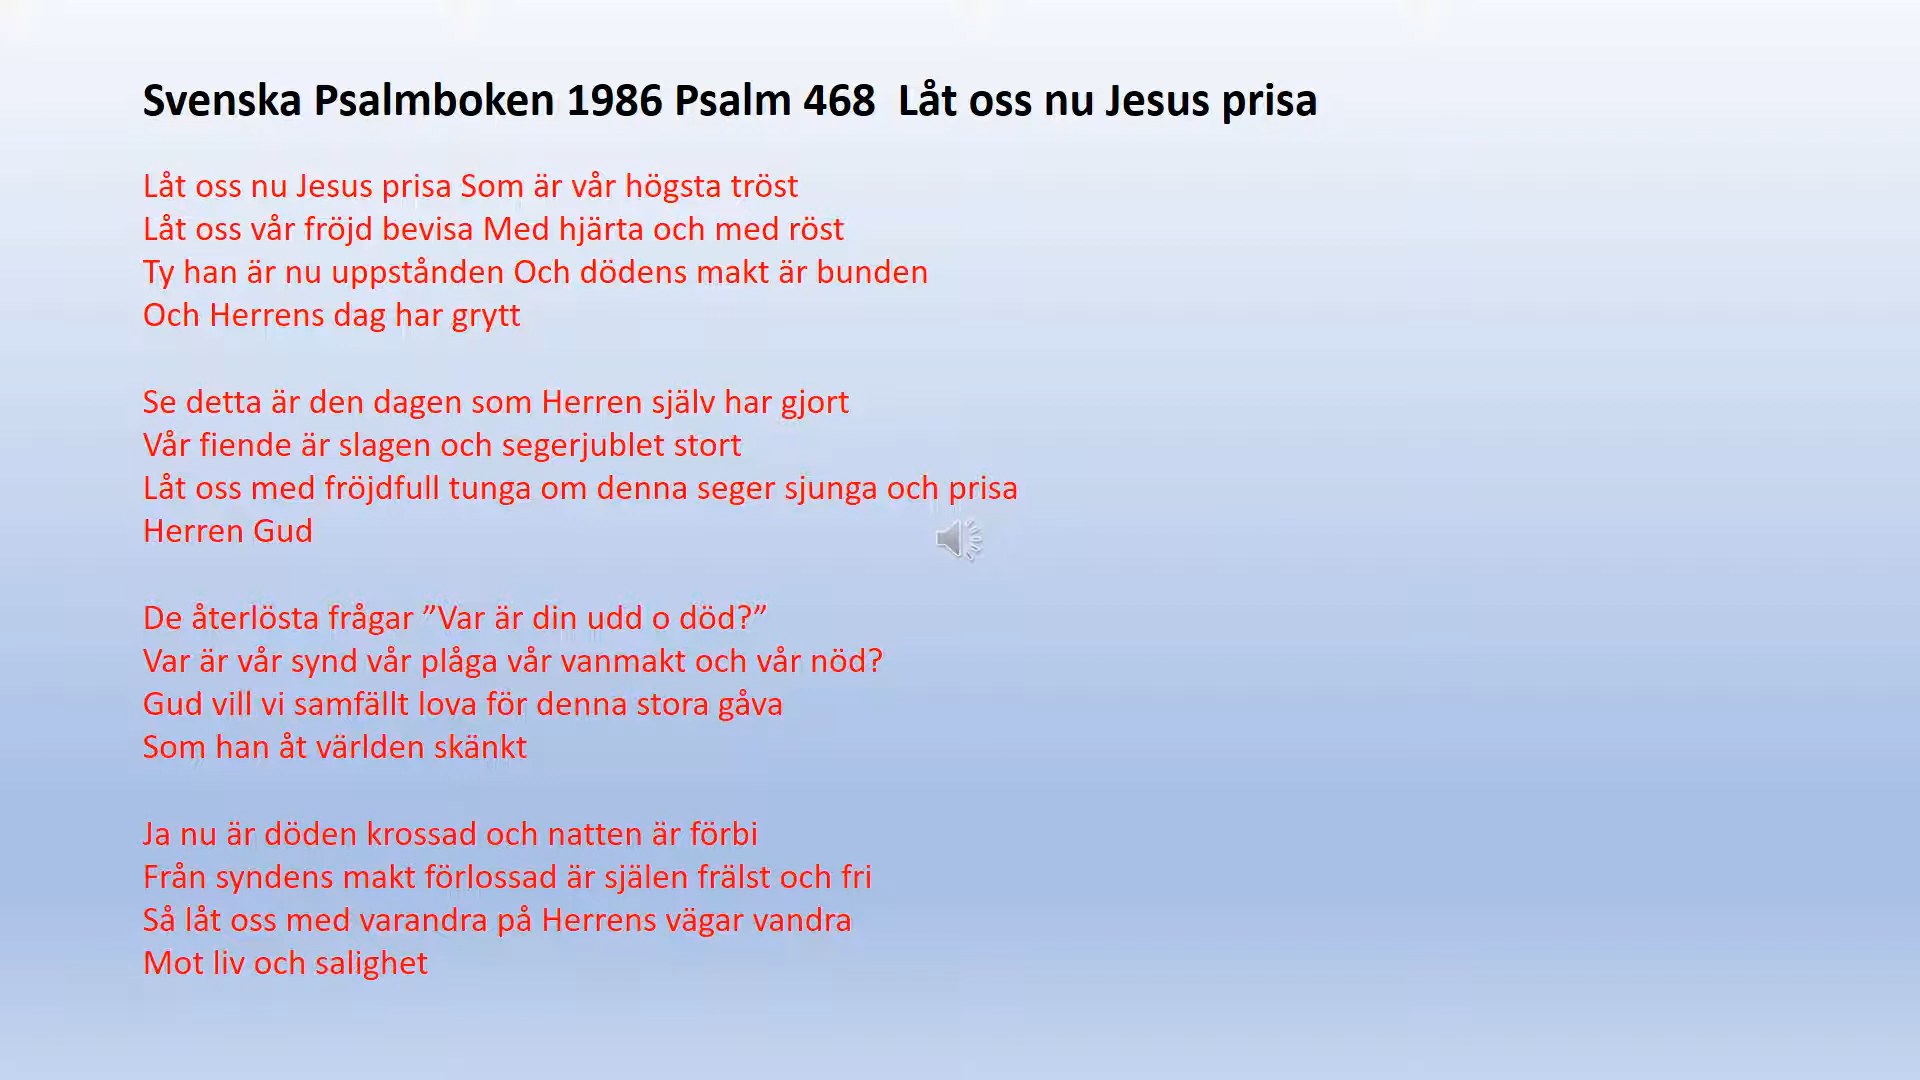 Svenska Psalmboken 1986 Psalm 468  Låt oss nu Jesus prisa
Låt oss nu Jesus prisa Som är vår högsta tröst
Låt oss vår fröjd bevisa Med hjärta och med röst
Ty han är nu uppstånden Och dödens makt är bunden
Och Herrens dag har grytt
Se detta är den dagen som Herren själv har gjort
Vår fiende är slagen och segerjublet stort
Låt oss med fröjdfull tunga om denna seger sjunga och prisa
Herren Gud
De återlösta frågar ”Var är din udd o död?”
Var är vår synd vår plåga vår vanmakt och vår nöd?
Gud vill vi samfällt lova för denna stora gåva
Som han åt världen skänkt
Ja nu är döden krossad och natten är förbi
Från syndens makt förlossad är själen frälst och fri
Så låt oss med varandra på Herrens vägar vandra
Mot liv och salighet